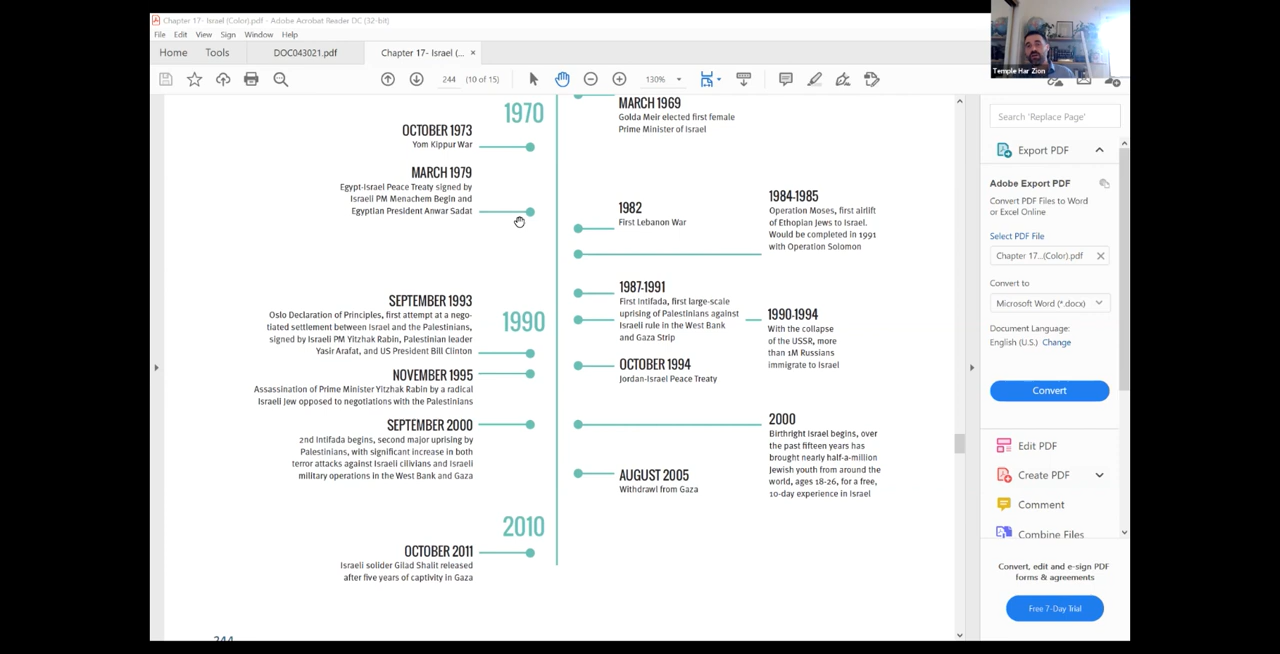 Chapter 17- Israel (Color).pdf - Adobe Acrobat Reader DC (32-bit)
File Edit View Sign Window Help
Home Tools DOC043021.pdf Chapter 17- Israel (... ×
244 (10 of 15) 130%
Temple Har Zion
1970
OCTOBER 1973
Yom Kippur War
MARCH 1979
Egypt-Israel Peace Treaty signed by
Israeli PM Menachem Begin and
Egyptian President Anwar Sadat
MARCH 1969
Golda Meir elected first female
Prime Minister of Israel
1982
First Lebanon War
1984-1985
Operation Moses, first airlift
of Ethopian Jews to Israel.
Would be completed in 1991
with Operation Solomon
1987-1991
First Intifada, first large-scale
uprising of Palestinians against
Israeli rule in the West Bank
and Gaza Strip
1990-1994
With the collapse
of the USSR, more
than 1M Russians
immigrate to Israel
SEPTEMBER 1993
Oslo Declaration of Principles, first attempt at a nego-
tiated settlement between Israel and the Palestinians,
signed by Israeli PM Yitzhak Rabin, Palestinian leader
Yasir Arafat, and US President Bill Clinton
1990
OCTOBER 1994
Jordan-Israel Peace Treaty
NOVEMBER 1995
Assassination of Prime Minister Yitzhak Rabin by a radical
Israeli Jew opposed to negotiations with the Palestinians
SEPTEMBER 2000
2nd Intifada begins, second major uprising by
Palestinians, with significant increase in both
terror attacks against Israeli cilivians and Israeli
military operations in the West Bank and Gaza
2000
Birthright Israel begins, over
the past fifteen years has
brought nearly half-a-million
Jewish youth from around the
world, ages 18-26, for a free,
10-day experience in Israel
AUGUST 2005
Withdrawl from Gaza
2010
OCTOBER 2011
Israeli solider Gilad Shalit released
after five years of captivity in Gaza
Search 'Replace Page'
Export PDF
Adobe Export PDF
Convert PDF Files to Word
or Excel Online
Select PDF File
Chapter 17...(Color).pdf
Convert to
Microsoft Word (*.docx)
Document Language:
English (U.S.) Change
Convert
Edit PDF
Create PDF
Comment
Combine Files
Convert, edit and e-sign PDF
forms & agreements
Free 7-Day Trial